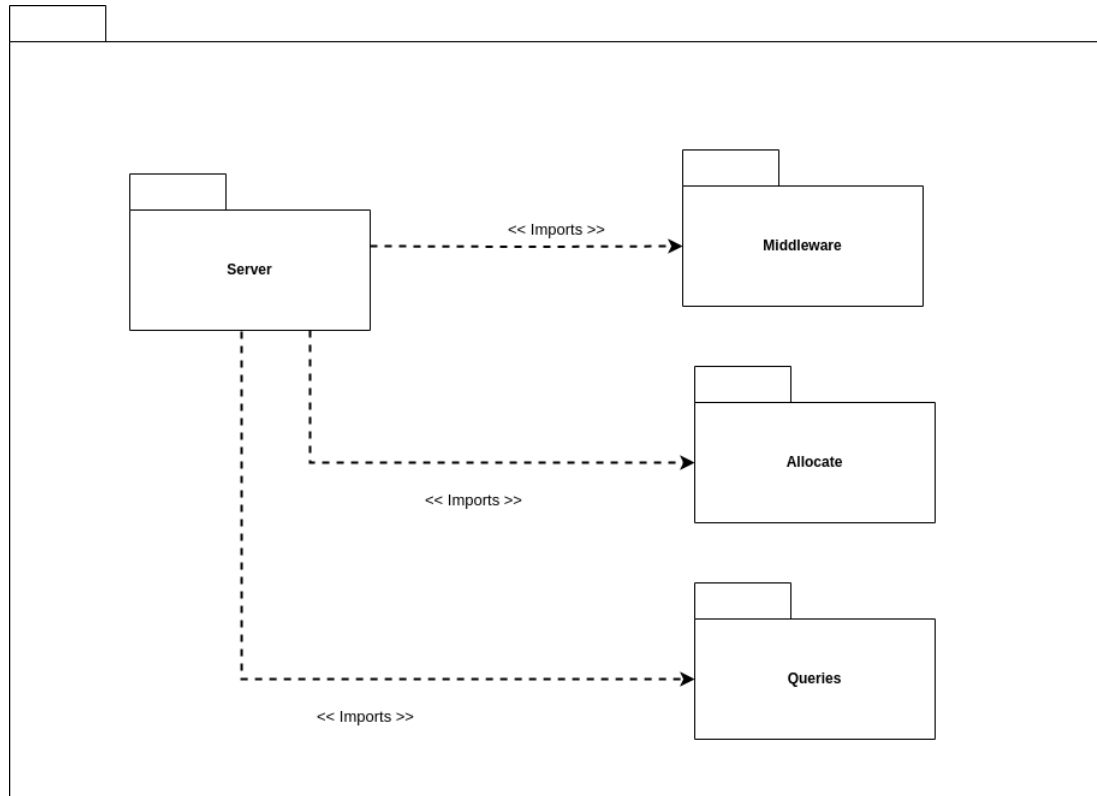 << Imports >>
Middleware
Server
Allocate
<< Imports >>
Queries
<< Imports >>